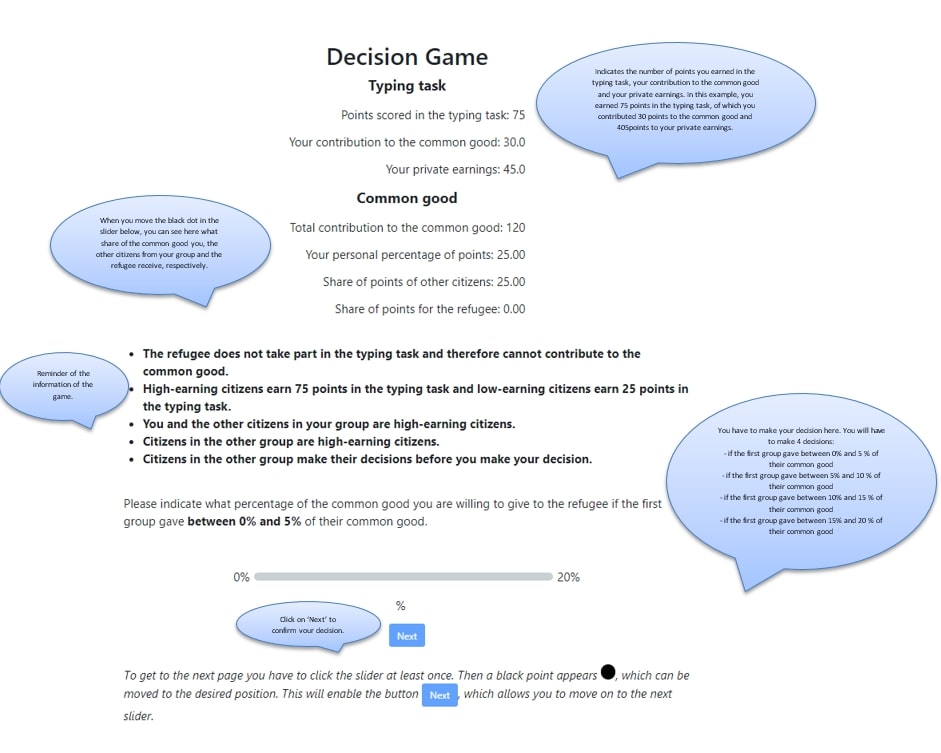 Decision Game
Typing task
Points scored in the typing task: 75
Your contribution to the common good: 30.0
Your private earnings: 45.0
Indicates the number of points you earned in the
typing task, your contribution to the common good
and your private earnings. In this example, you
earned 75 points in the typing task, of which you
contributed 30 points to the common good and
405points to your private earnings.
Common good
Total contribution to the common good: 120
Your personal percentage of points: 25.00
Share of points of other citizens: 25.00
Share of points for the refugee: 0.00
When you move the black dot in the
slider below, you can see here what
share of the common good you, the
other citizens from your group and the
refugee receive, respectively.
• The refugee does not take part in the typing task and therefore cannot contribute to the
common good.
• High-earning citizens earn 75 points in the typing task and low-earning citizens earn 25 points in
the typing task.
• You and the other citizens in your group are high-earning citizens.
• Citizens in the other group are high-earning citizens.
• Citizens in the other group make their decisions before you make your decision.
Reminder of the
information of the
game.
Please indicate what percentage of the common good you are willing to give to the refugee if the first
group gave between 0% and 5% of their common good.
You have to make your decision here. You will have
to make 4 decisions:
- if the first group gave between 0% and 5 % of
their common good
- if the first group gave between 5% and 10 % of
their common good
- if the first group gave between 10% and 15 % of
their common good
- if the first group gave between 15% and 20 % of
their common good
0% 20%
%
Click on ‘Next’ to
confirm your decision.
Next
To get to the next page you have to click the slider at least once. Then a black point appears , which can be
moved to the desired position. This will enable the button Next , which allows you to move on to the next
slider.